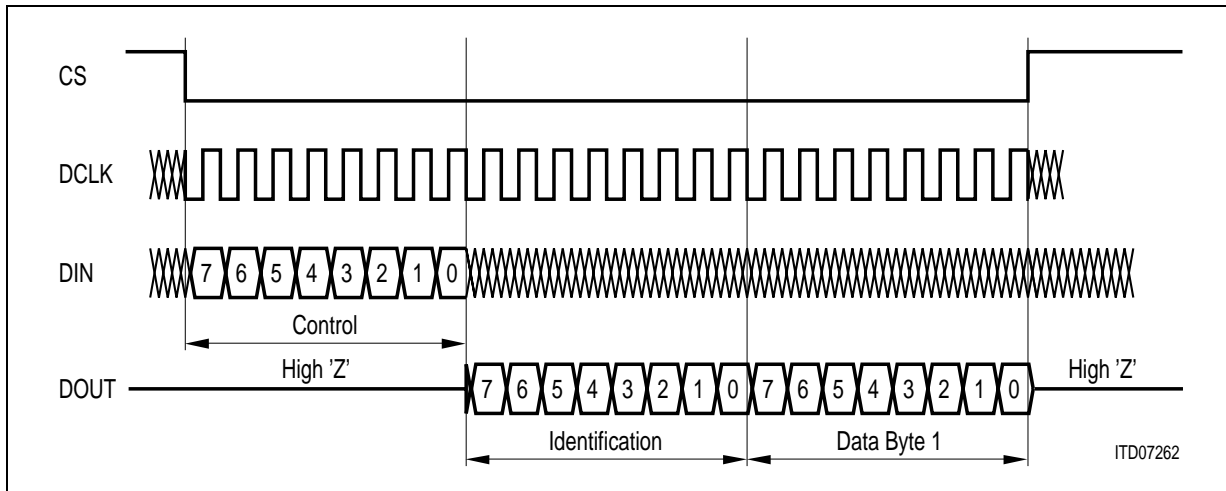 CS
DCLK
DIN
7 6 5 4 3 2 1 0
Control
High 'Z'
DOUT
7 6 5 4 3 2 1 0 7 6 5 4 3 2 1 0
High 'Z'
Identification
Data Byte 1
ITD07262